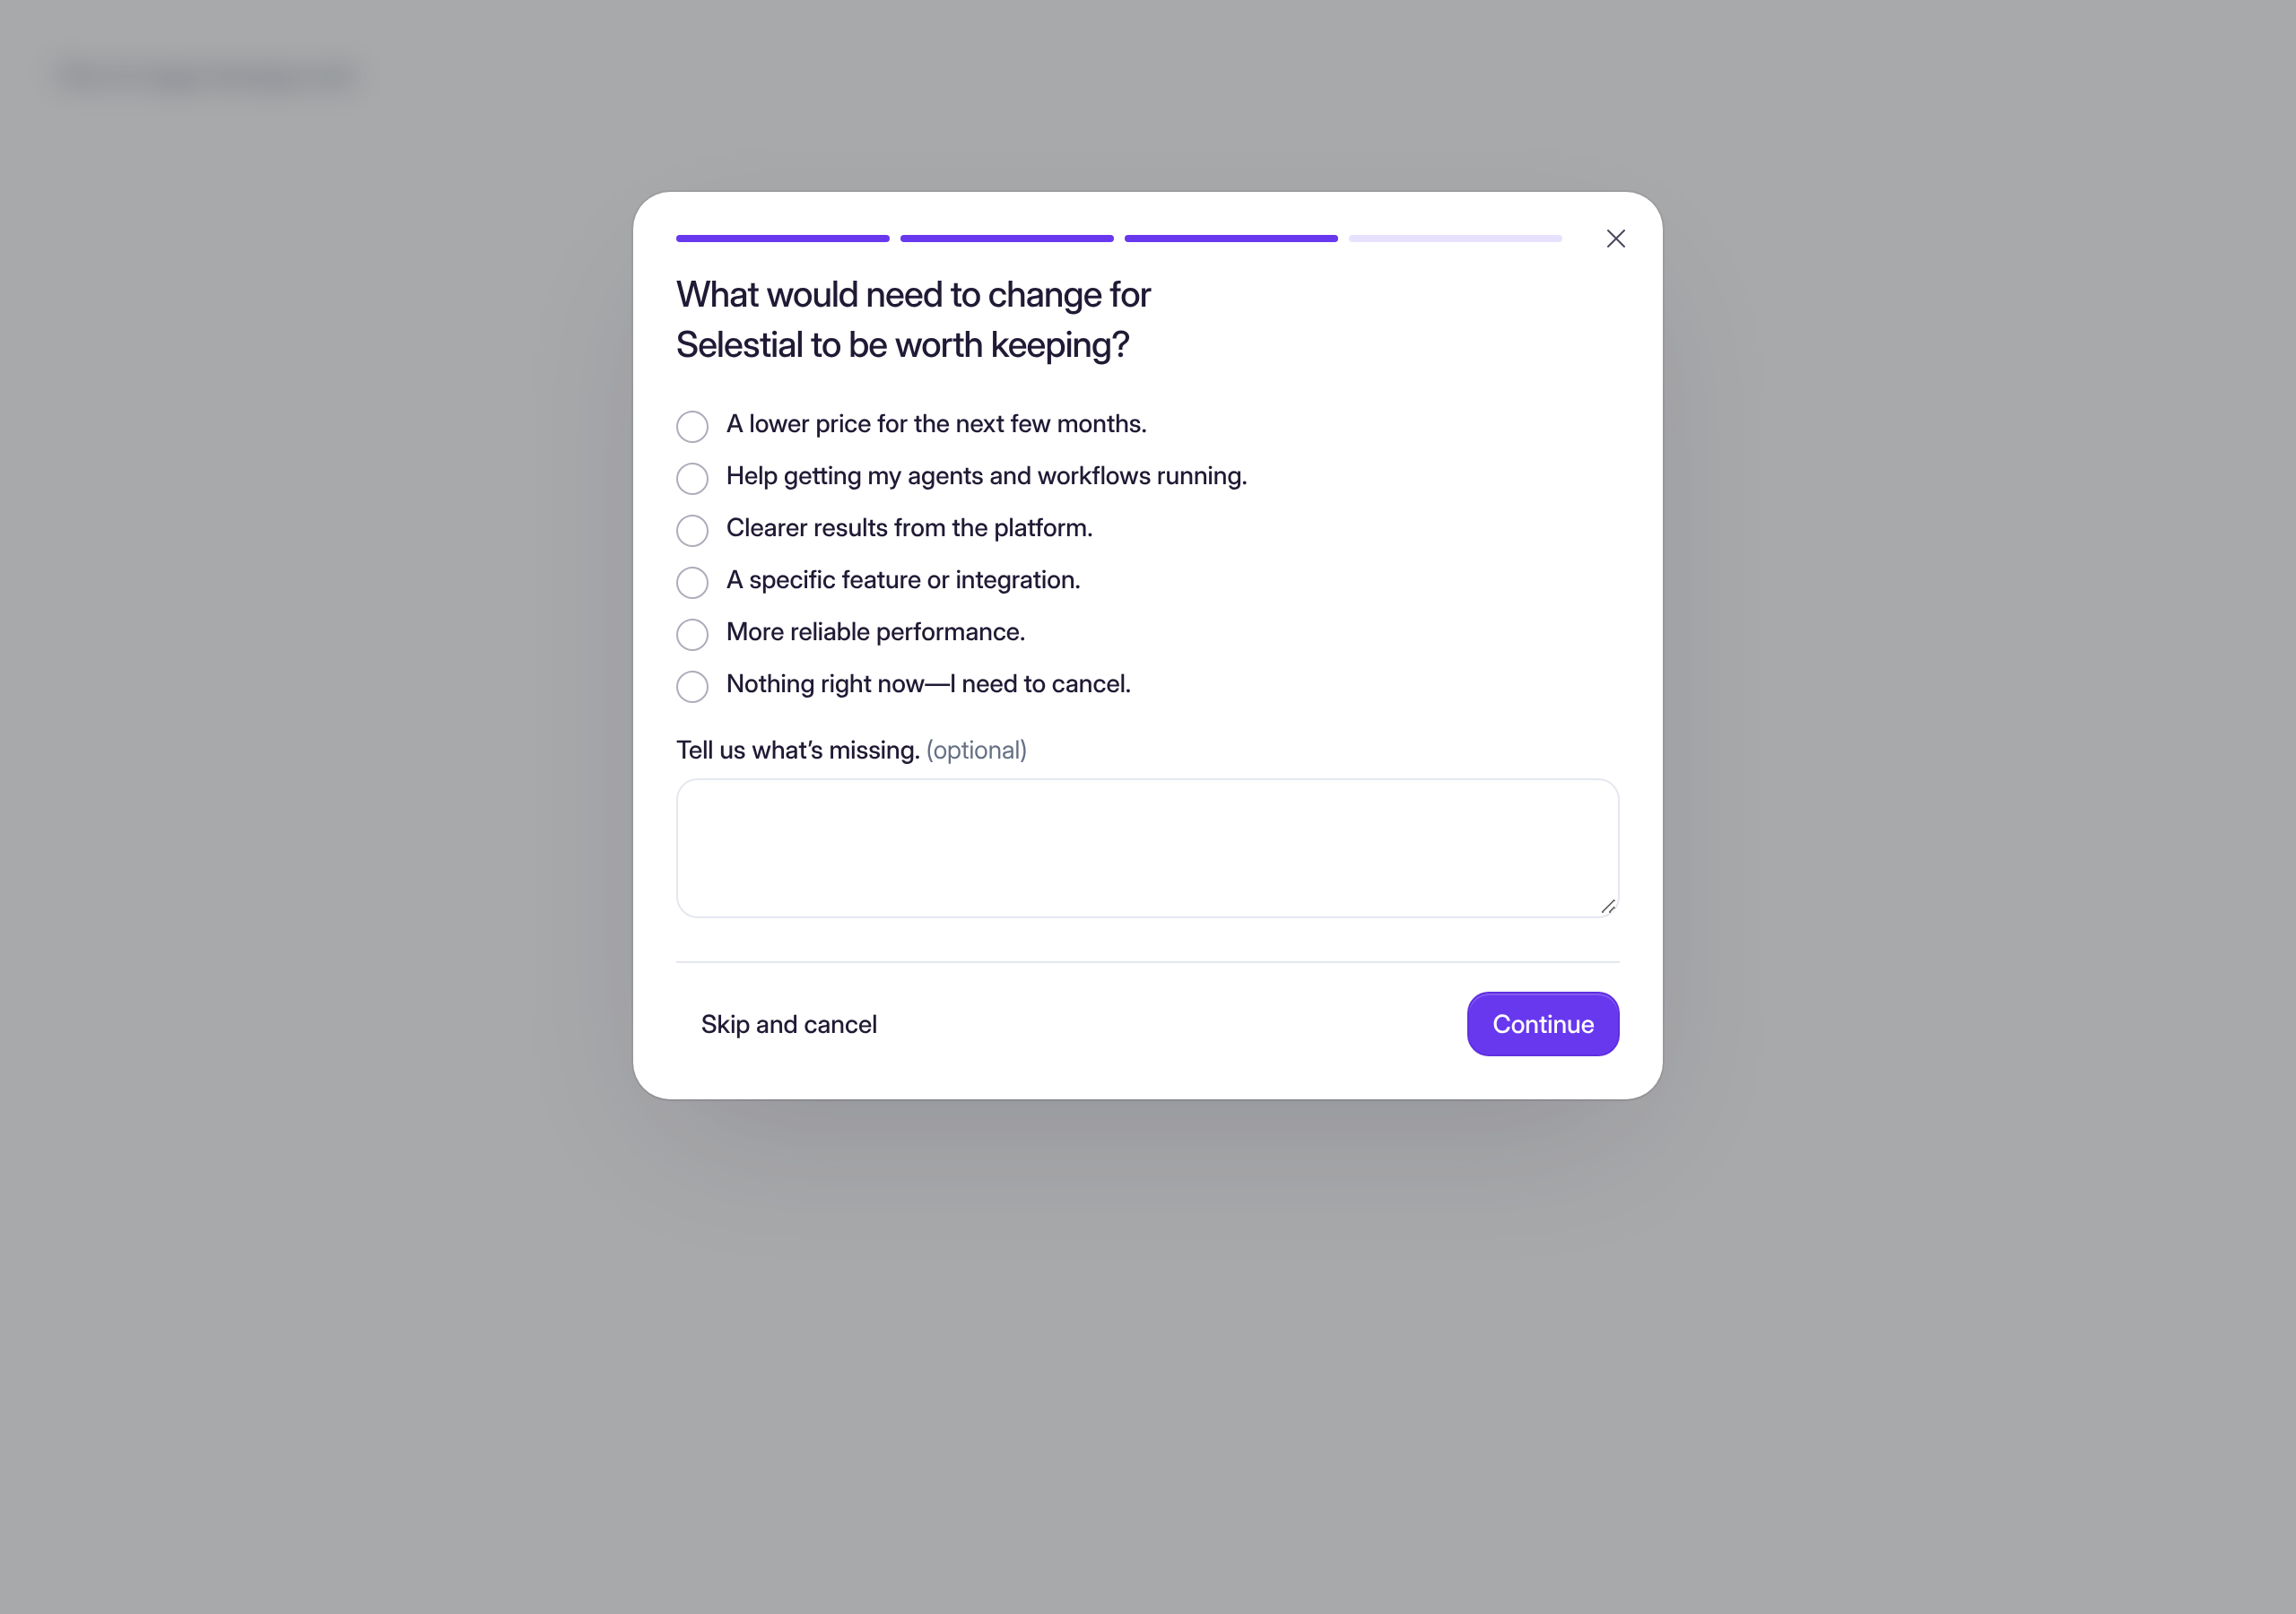 What would need to change for
Selestial to be worth keeping?
A lower price for the next few months.
Help getting my agents and workflows running.
Clearer results from the platform.
A specific feature or integration.
More reliable performance.
Nothing right now—I need to cancel.
Tell us what’s missing. (optional)
Skip and cancel
Continue